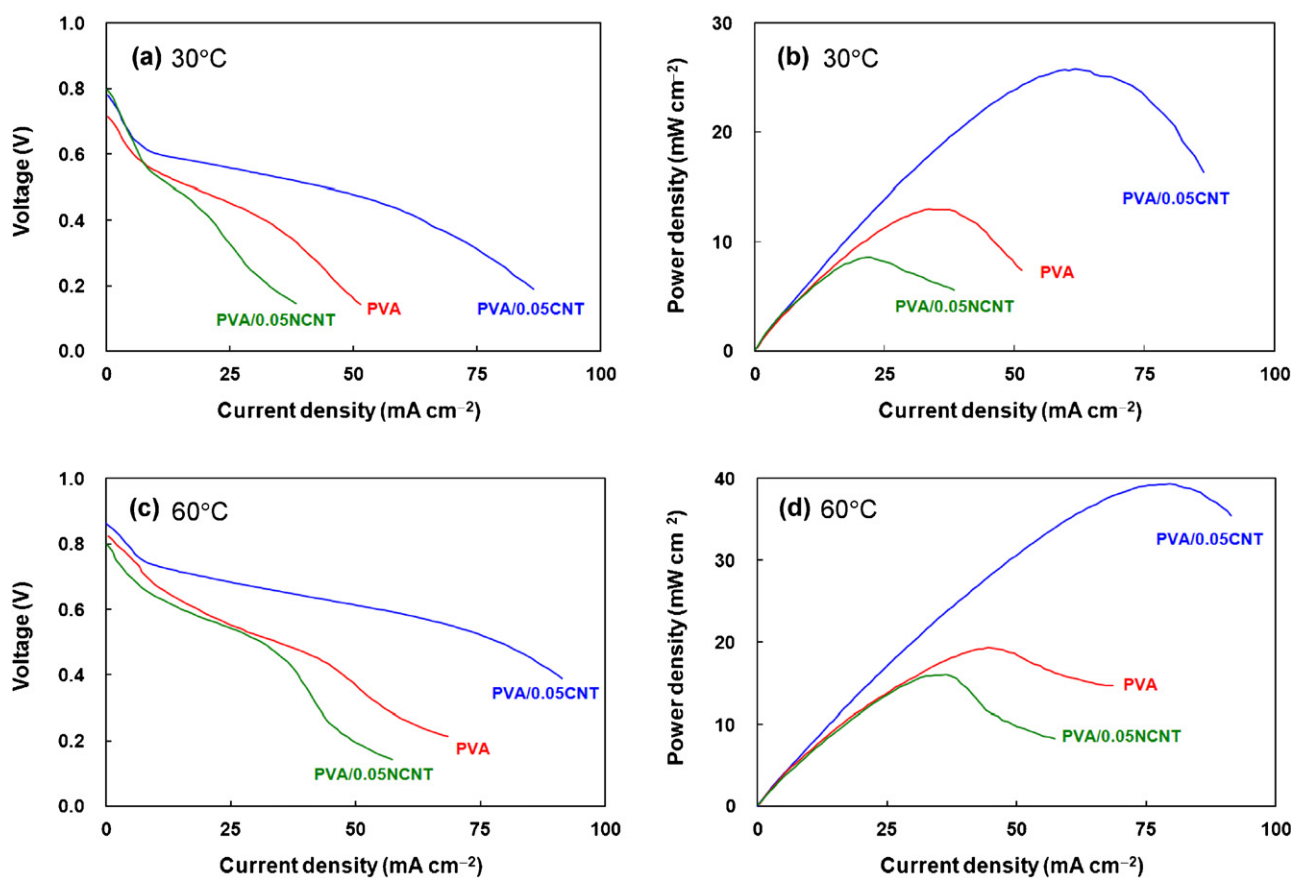 (a) 30°C
Voltage (V)
1.0
0.8
0.6
0.4
0.2
0.0
PVA/0.05NCNT
PVA
PVA/0.05CNT
0 25 50 75 100
Current density (mA cm⁻²)
(b) 30°C
Power density (mW cm⁻²)
30
20
10
0
PVA/0.05CNT
PVA
PVA/0.05NCNT
0 25 50 75 100
Current density (mA cm⁻²)
(c) 60°C
Voltage (V)
1.0
0.8
0.6
0.4
0.2
0.0
PVA/0.05CNT
PVA
PVA/0.05NCNT
0 25 50 75 100
Current density (mA cm⁻²)
(d) 60°C
Power density (mW cm⁻²)
40
30
20
10
0
PVA/0.05CNT
PVA
PVA/0.05NCNT
0 25 50 75 100
Current density (mA cm⁻²)